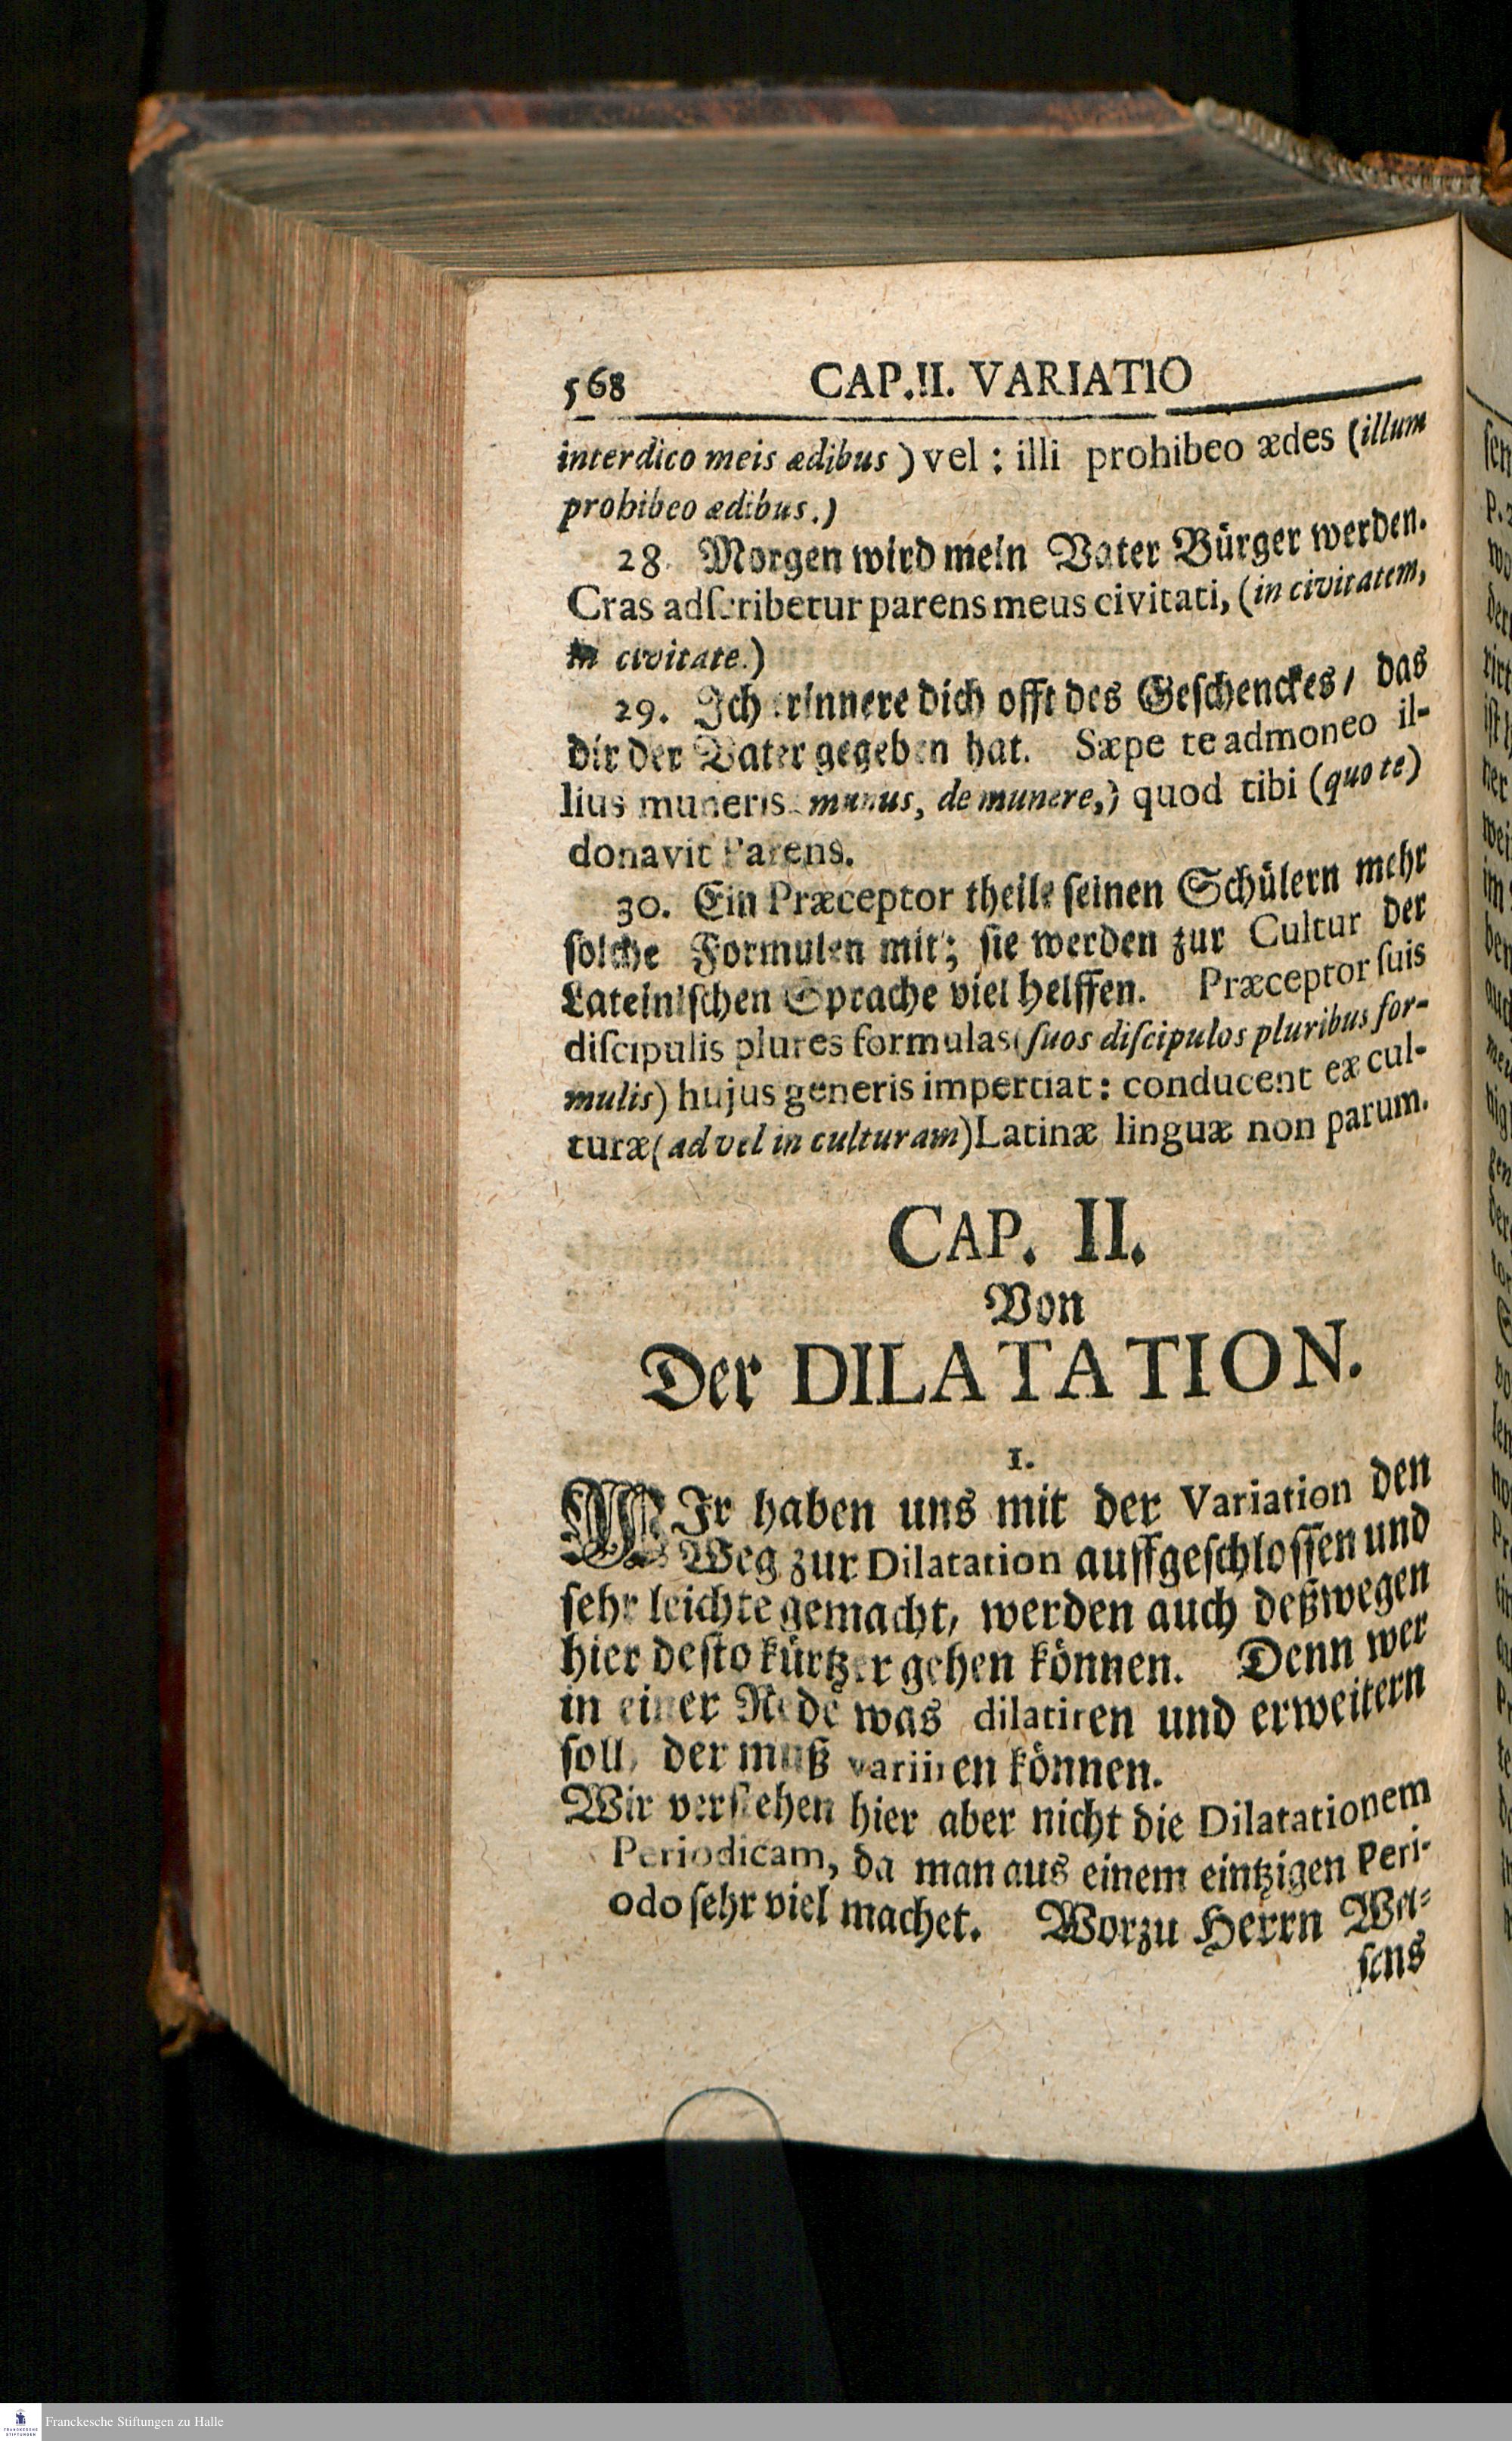 568 CAP.II. VARIATIO
interdico meis ædibus ) vel : illi prohibeo ædes (illum
prohibeo ædibus.)
28. Morgen wird mein Vater Bürger werden.
Cras adſcribetur parens meus civitati, (in civitatem,
in civitate.)
29. Ich erinnere dich offt des Geſchenckes / das
dir der Vater gegeben hat. Sæpe te admoneo il-
lius muneris munus, de munere,) quod tibi (quo te)
donavit Parens.
30. Ein Præceptor theile ſeinen Schülern mehr
ſolche Formulen mit; ſie werden zur Cultur der
Lateiniſchen Sprache viel helffen. Præceptor ſuis
diſcipulis plures formulas (ſuos diſcipulos pluribus for-
mulis) hujus generis impertiat : conducent eæ cul-
turæ (ad vel in culturam) Latinæ linguæ non parum.
CAP. II.
Von
Der DILATATION.
1.
WIr haben uns mit der Variation den
Weg zur Dilatation auffgeſchloſſen und
ſehr leichte gemacht, werden auch deßwegen
hier deſto kürtzer gehen können. Denn wer
in einer Rede was dilatiren und erweitern
ſoll, der muß variiren können.
Wir verſtehen hier aber nicht die Dilatationem
Periodicam, da man aus einem eintzigen Peri-
odo ſehr viel machet. Worzu Herrn Wei-
ſens
Franckesche Stiftungen zu Halle